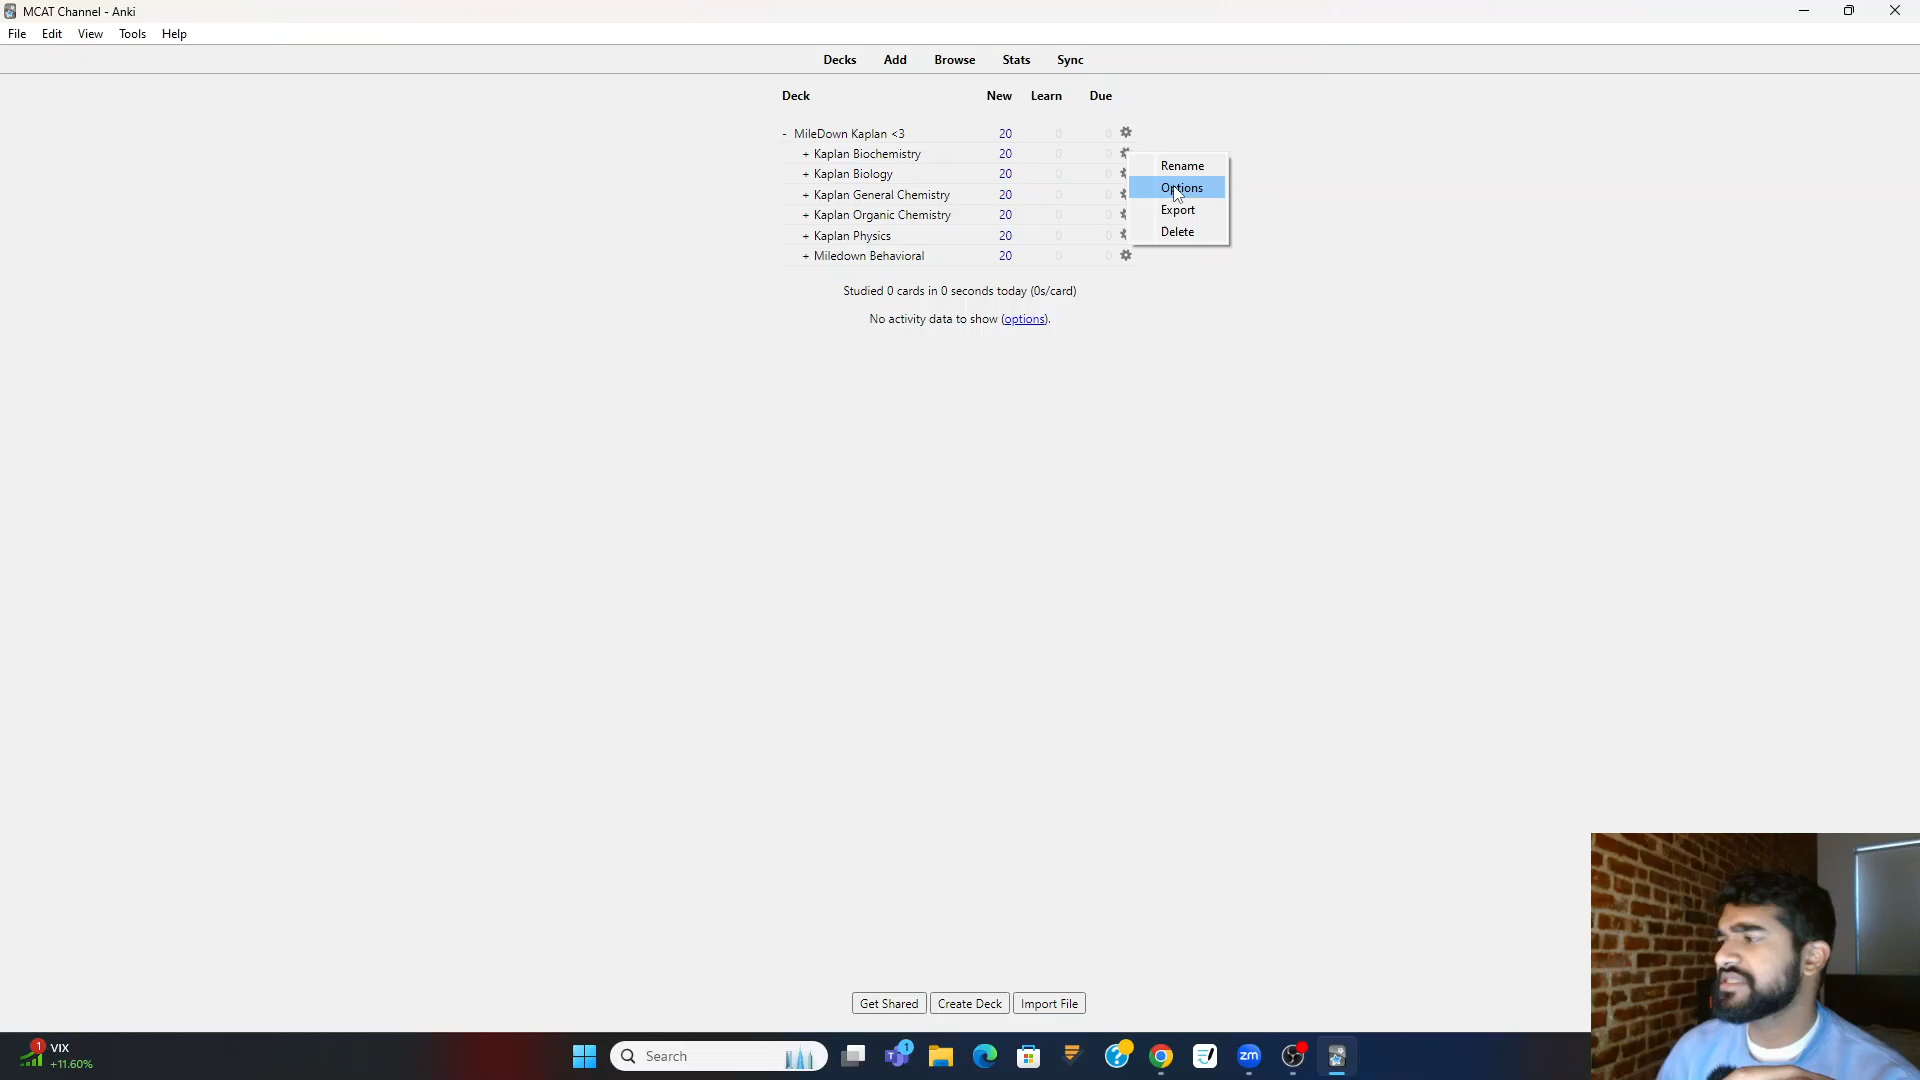 MCAT Channel - Anki
File Edit View Tools Help
Decks Add Browse Stats Sync
Deck New Learn Due
- MileDown Kaplan <3 20 0 0
+ Kaplan Biochemistry 20 0 0
+ Kaplan Biology 20 0 0
+ Kaplan General Chemistry 20 0 0
+ Kaplan Organic Chemistry 20 0 0
+ Kaplan Physics 20 0 0
+ Miledown Behavioral 20 0 0
Rename
Options
Export
Delete
Studied 0 cards in 0 seconds today (0s/card)
No activity data to show (options).
Get Shared Create Deck Import File
1 VIX
+11.60%
Search
1
zm